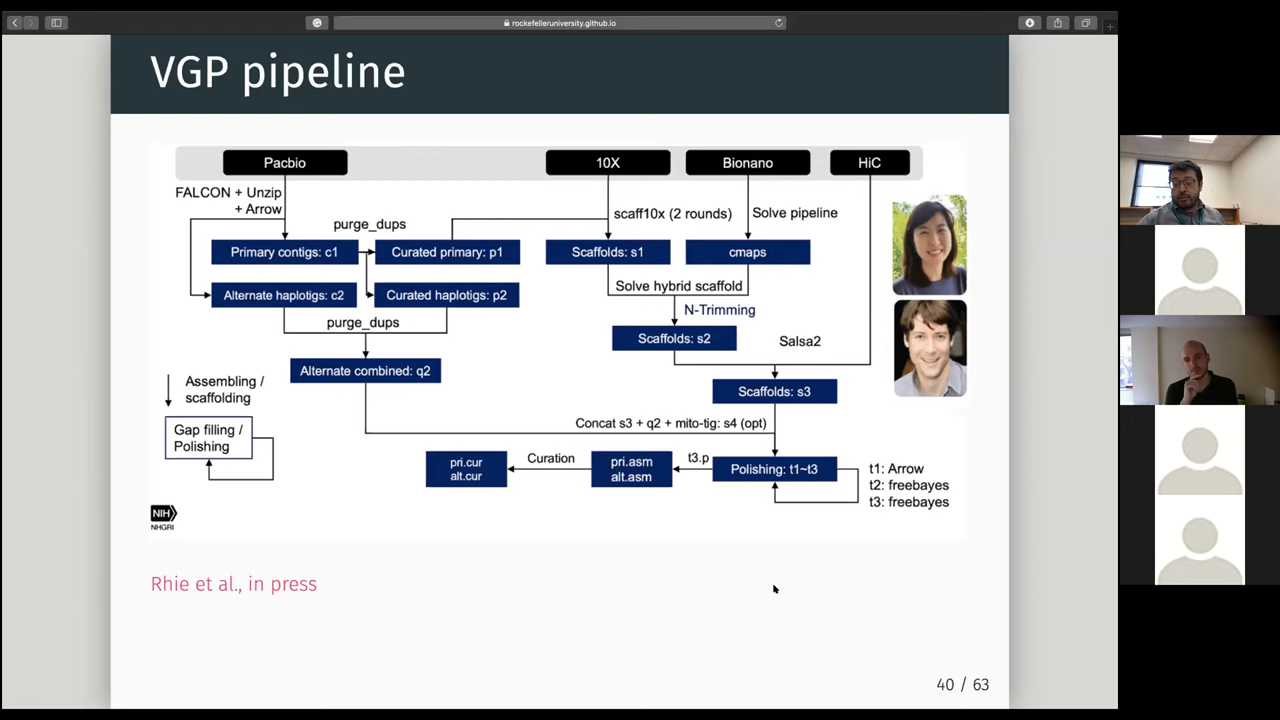 rockefelleruniversity.github.io
VGP pipeline
Pacbio
10X
Bionano
HiC
FALCON + Unzip
+ Arrow
purge_dups
scaff10x (2 rounds)
Solve pipeline
Primary contigs: c1
Curated primary: p1
Scaffolds: s1
cmaps
Solve hybrid scaffold
Alternate haplotigs: c2
Curated haplotigs: p2
N-Trimming
purge_dups
Scaffolds: s2
Salsa2
Alternate combined: q2
Assembling /
scaffolding
Scaffolds: s3
Gap filling /
Polishing
Concat s3 + q2 + mito-tig: s4 (opt)
pri.cur
alt.cur
Curation
pri.asm
alt.asm
t3.p
Polishing: t1~t3
t1: Arrow
t2: freebayes
t3: freebayes
NIH
NHGRI
Rhie et al., in press
40 / 63